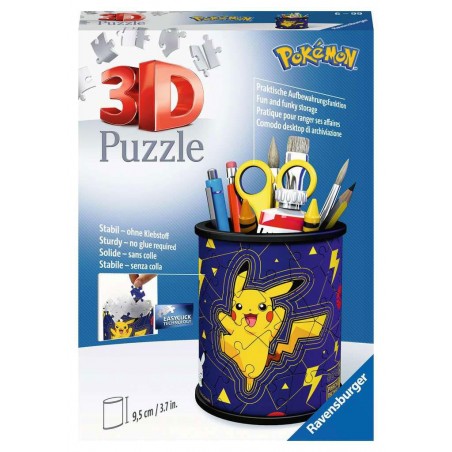 3D
Puzzle
POKÉMON
Praktische Aufbewahrungsfunktion
Fun and funky storage
Pratique pour ranger ses affaires
Comodo desktop di archiviazione
Stabil – ohne Klebstoff
Sturdy – no glue required
Solide – sans colle
Stabile – senza colla
EASYCLICK
TECHNOLOGY
9,5 cm / 3.7 in.
Ravensburger